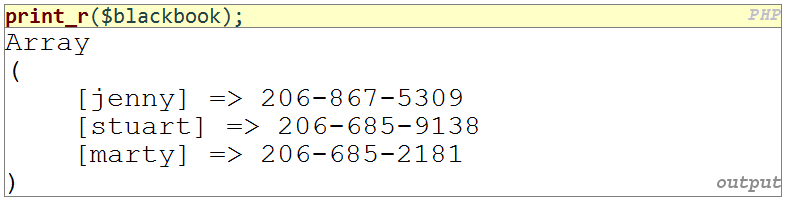 print_r($blackbook); PHP
Array
(
    [jenny] => 206-867-5309
    [stuart] => 206-685-9138
    [marty] => 206-685-2181
) output